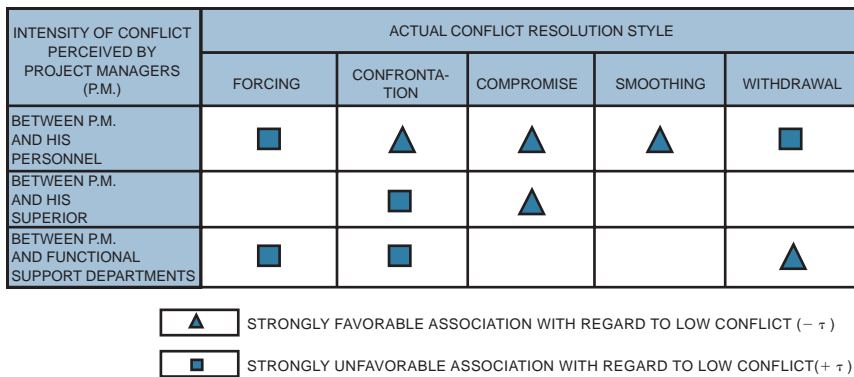 INTENSITY OF CONFLICT
PERCEIVED BY
PROJECT MANAGERS
(P.M.)
ACTUAL CONFLICT RESOLUTION STYLE
FORCING
CONFRONTA-
TION
COMPROMISE
SMOOTHING
WITHDRAWAL
BETWEEN P.M.
AND HIS
PERSONNEL
BETWEEN P.M.
AND HIS
SUPERIOR
BETWEEN P.M.
AND FUNCTIONAL
SUPPORT DEPARTMENTS
STRONGLY FAVORABLE ASSOCIATION WITH REGARD TO LOW CONFLICT (− τ)
STRONGLY UNFAVORABLE ASSOCIATION WITH REGARD TO LOW CONFLICT(+ τ)